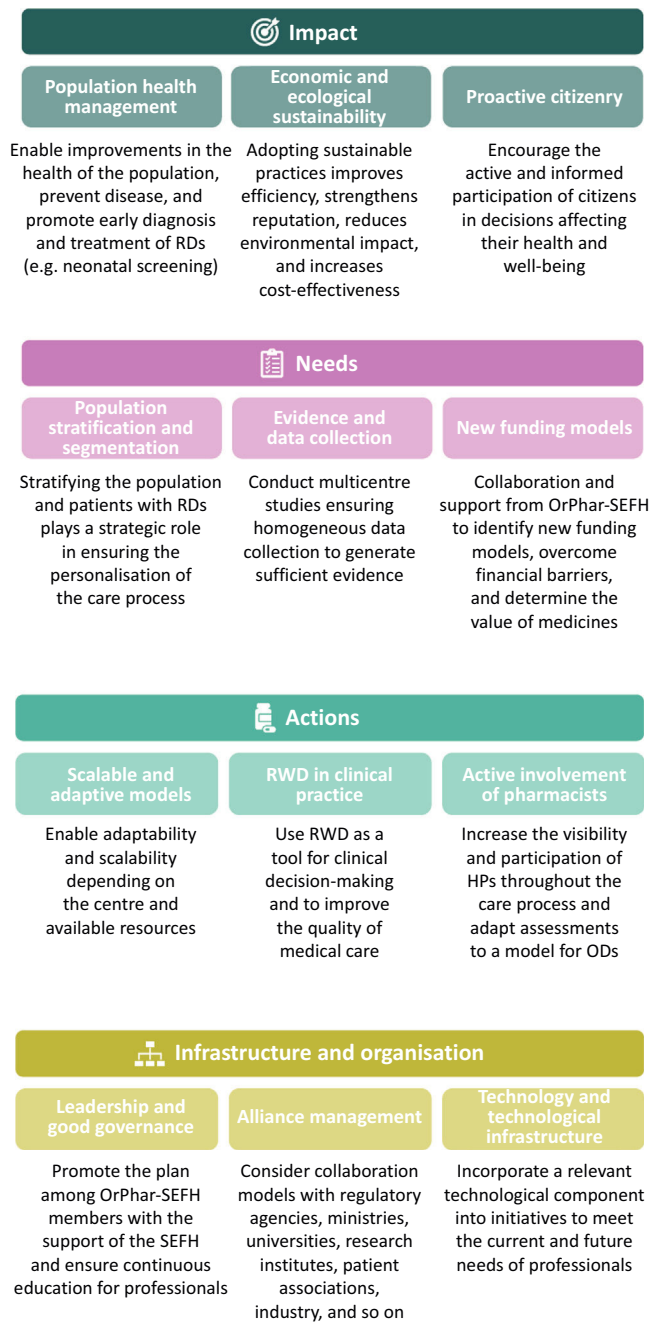 Impact
Population health
management
Enable improvements in the
health of the population,
prevent disease, and
promote early diagnosis
and treatment of RDs
(e.g. neonatal screening)
Economic and
ecological
sustainability
Adopting sustainable
practices improves
efficiency, strengthens
reputation, reduces
environmental impact,
and increases
cost-effectiveness
Proactive citizenry
Encourage the
active and informed
participation of citizens
in decisions affecting
their health and
well-being
Needs
Population
stratification and
segmentation
Stratifying the population
and patients with RDs
plays a strategic role
in ensuring the
personalisation of
the care process
Evidence and
data collection
Conduct multicentre
studies ensuring
homogeneous data
collection to generate
sufficient evidence
New funding models
Collaboration and
support from OrPhar-SEFH
to identify new funding
models, overcome
financial barriers,
and determine the
value of medicines
Actions
Scalable and
adaptive models
Enable adaptability
and scalability
depending on
the centre and
available resources
RWD in clinical
practice
Use RWD as a
tool for clinical
decision-making
and to improve
the quality of
medical care
Active involvement
of pharmacists
Increase the visibility
and participation of
HPs throughout the
care process and
adapt assessments
to a model for ODs
Infrastructure and organisation
Leadership and
good governance
Promote the plan
among OrPhar-SEFH
members with the
support of the SEFH
and ensure continuous
education for professionals
Alliance management
Consider collaboration
models with regulatory
agencies, ministries,
universities, research
institutes, patient
associations,
industry, and so on
Technology and
technological
infrastructure
Incorporate a relevant
technological component
into initiatives to meet
the current and future
needs of professionals